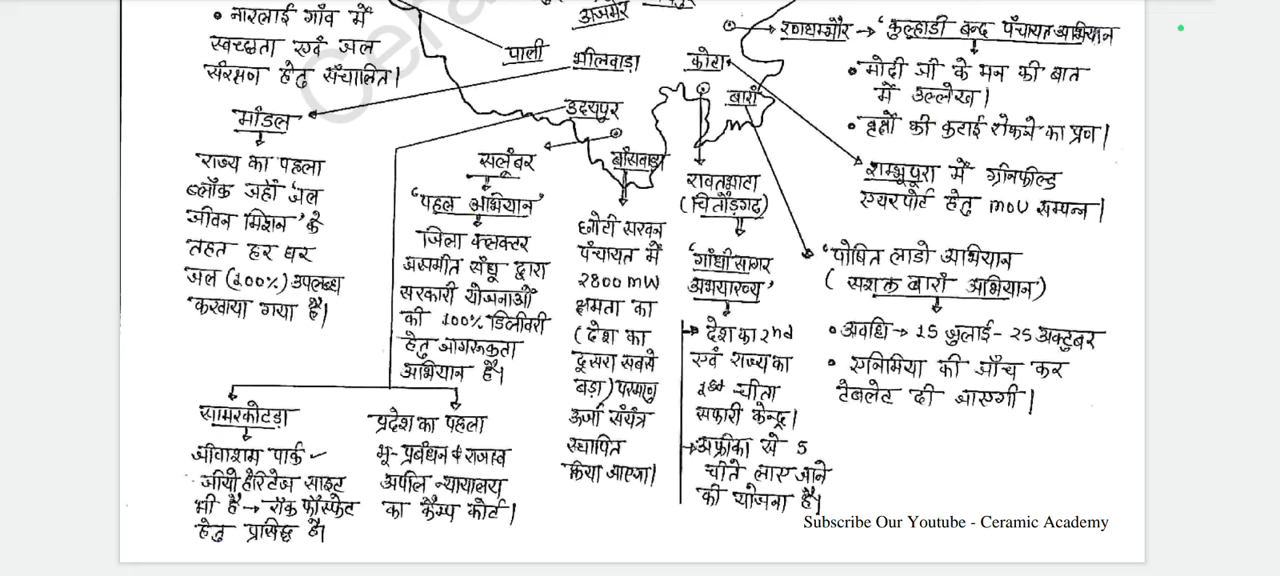 अजमेर
• नारलाई गाँव में
स्वच्छता एवं जल
संरक्षण हेतु संचालित।
पाली
भीलवाड़ा
मांडल
राज्य का पहला
ब्लॉक जहाँ 'जल
जीवन मिशन' के
तहत हर घर
जल (100%) उपलब्ध
करवाया गया है।
उदयपुर
सामरकोटड़ा
जीवाश्म पार्क
जीयो हैरिटेज साइट
भी है → रॉक फॉस्फेट
हेतु प्रसिद्ध है।
प्रदेश का पहला
भू-प्रबंधन & राजस्व
अपील न्यायालय
का कैम्प कोर्ट।
सलूंबर
'पहल अभियान'
जिला कलक्टर
जसमीत संधू द्वारा
सरकारी योजनाओं
की 100% डिलीवरी
हेतु जागरूकता
अभियान है।
बाँसवाड़ा
छोटी सरवन
पंचायत में
2800 MW
क्षमता का
(देश का
दूसरा सबसे
बड़ा) परमाणु
ऊर्जा संयंत्र
स्थापित
किया जाएगा।
रावतभाटा
(चित्तौड़गढ़)
'गाँधी सागर
अभयारण्य'
→ देश का 2nd
एवं राज्य का
1st चीता
सफारी केन्द्र।
→ अफ्रीका से 5
चीते लाए जाने
की योजना है।
रणथम्भौर → 'कुल्हाडी बन्द पंचायत अभियान
• मोदी जी के मन की बात
में उल्लेख।
• वृक्षों की कटाई रोकने का प्रण।
कोटा
शम्भूपुरा में ग्रीनफील्ड
एयरपोर्ट हेतु MOU सम्पन्न।
बारां
'पोषित लाडो अभियान
(सशक्त बारां अभियान)
• अवधि → 15 जुलाई - 25 अक्टुबर
• एनिमिया की जाँच कर
टेबलेट दी जाएगी।
Subscribe Our Youtube - Ceramic Academy